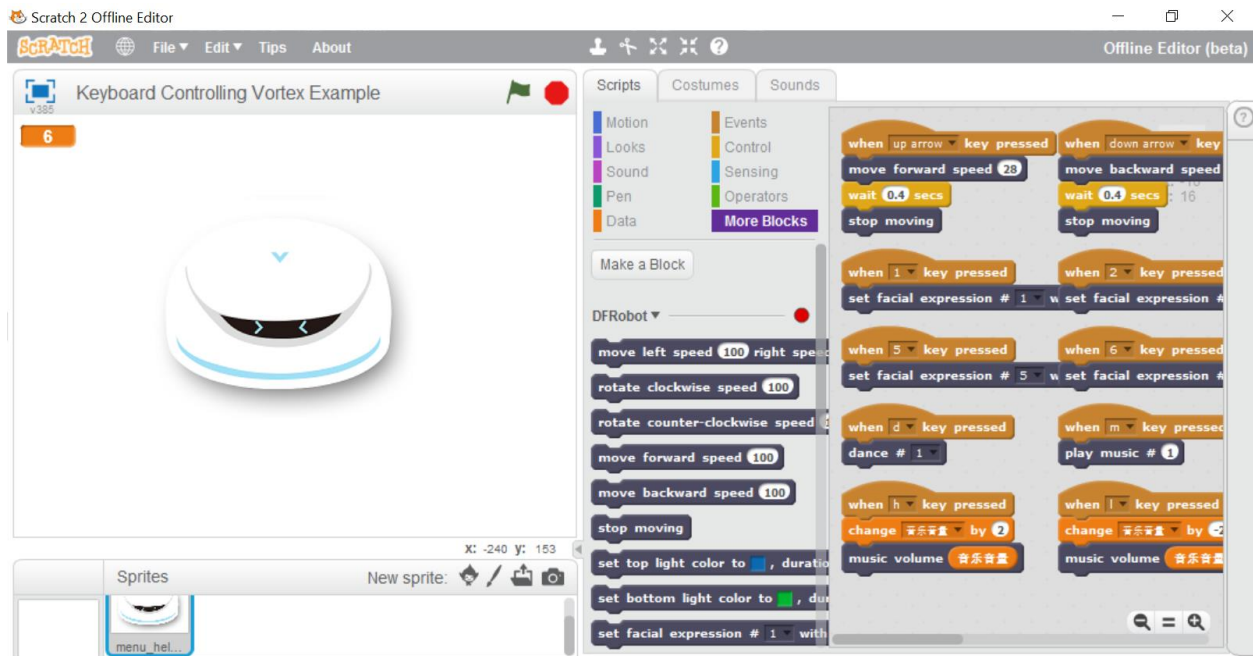 Scratch 2 Offline Editor
SCRATCH File Edit Tips About Offline Editor (beta)
v385
Keyboard Controlling Vortex Example
6
X: -240 y: 153
Sprites New sprite:
menu_hel...
Scripts Costumes Sounds
Motion Events
Looks Control
Sound Sensing
Pen Operators
Data More Blocks
Make a Block
DFRobot
move left speed 100 right speed
rotate clockwise speed 100
rotate counter-clockwise speed
move forward speed 100
move backward speed 100
stop moving
set top light color to , duratio
set bottom light color to , du
set facial expression # 1 with
when up arrow key pressed
move forward speed 28
wait 0.4 secs
stop moving
when down arrow key
move backward speed
wait 0.4 secs
stop moving
16
when 1 key pressed
set facial expression # 1 w
when 2 key pressed
set facial expression #
when 5 key pressed
set facial expression # 5 w
when 6 key pressed
set facial expression #
when d key pressed
dance # 1
when m key pressed
play music # 1
when h key pressed
change 音乐音量 by 2
music volume 音乐音量
when l key pressed
change 音乐音量 by -2
music volume 音乐音量